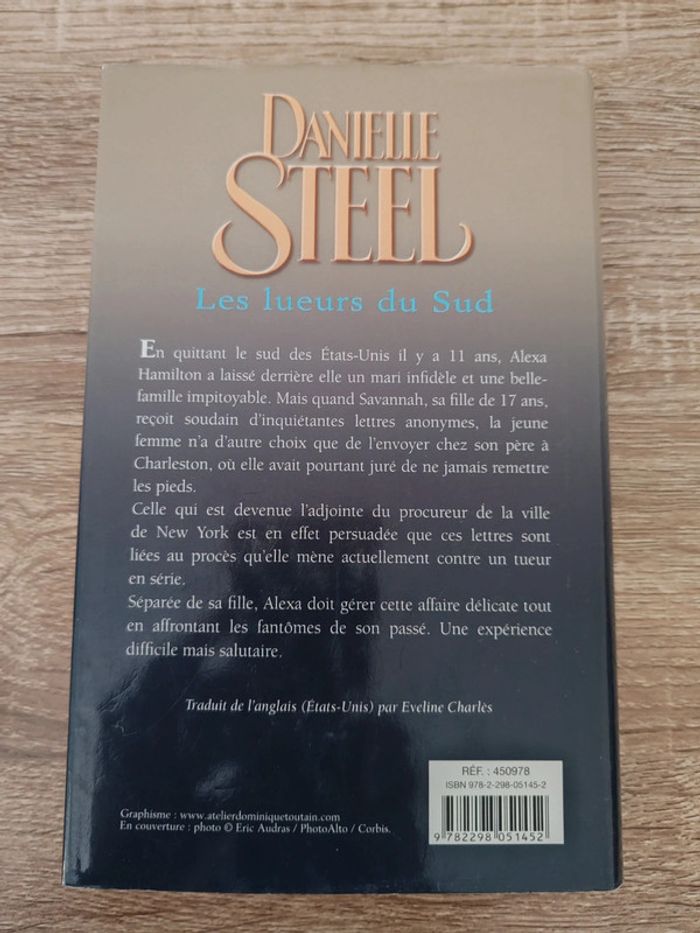 DANIELLE
STEEL
Les lueurs du Sud
En quittant le sud des États-Unis il y a 11 ans, Alexa
Hamilton a laissé derrière elle un mari infidèle et une belle-
famille impitoyable. Mais quand Savannah, sa fille de 17 ans,
reçoit soudain d'inquiétantes lettres anonymes, la jeune
femme n'a d'autre choix que de l'envoyer chez son père à
Charleston, où elle avait pourtant juré de ne jamais remettre
les pieds.
Celle qui est devenue l'adjointe du procureur de la ville
de New York est en effet persuadée que ces lettres sont
liées au procès qu'elle mène actuellement contre un tueur
en série.
Séparée de sa fille, Alexa doit gérer cette affaire délicate tout
en affrontant les fantômes de son passé. Une expérience
difficile mais salutaire.
Traduit de l'anglais (États-Unis) par Eveline Charlès
RÉF. : 450978
ISBN 978-2-298-05145-2
9 782298 051452
Graphisme : www.atelierdominiquetoutain.com
En couverture : photo © Eric Audras / PhotoAlto / Corbis.